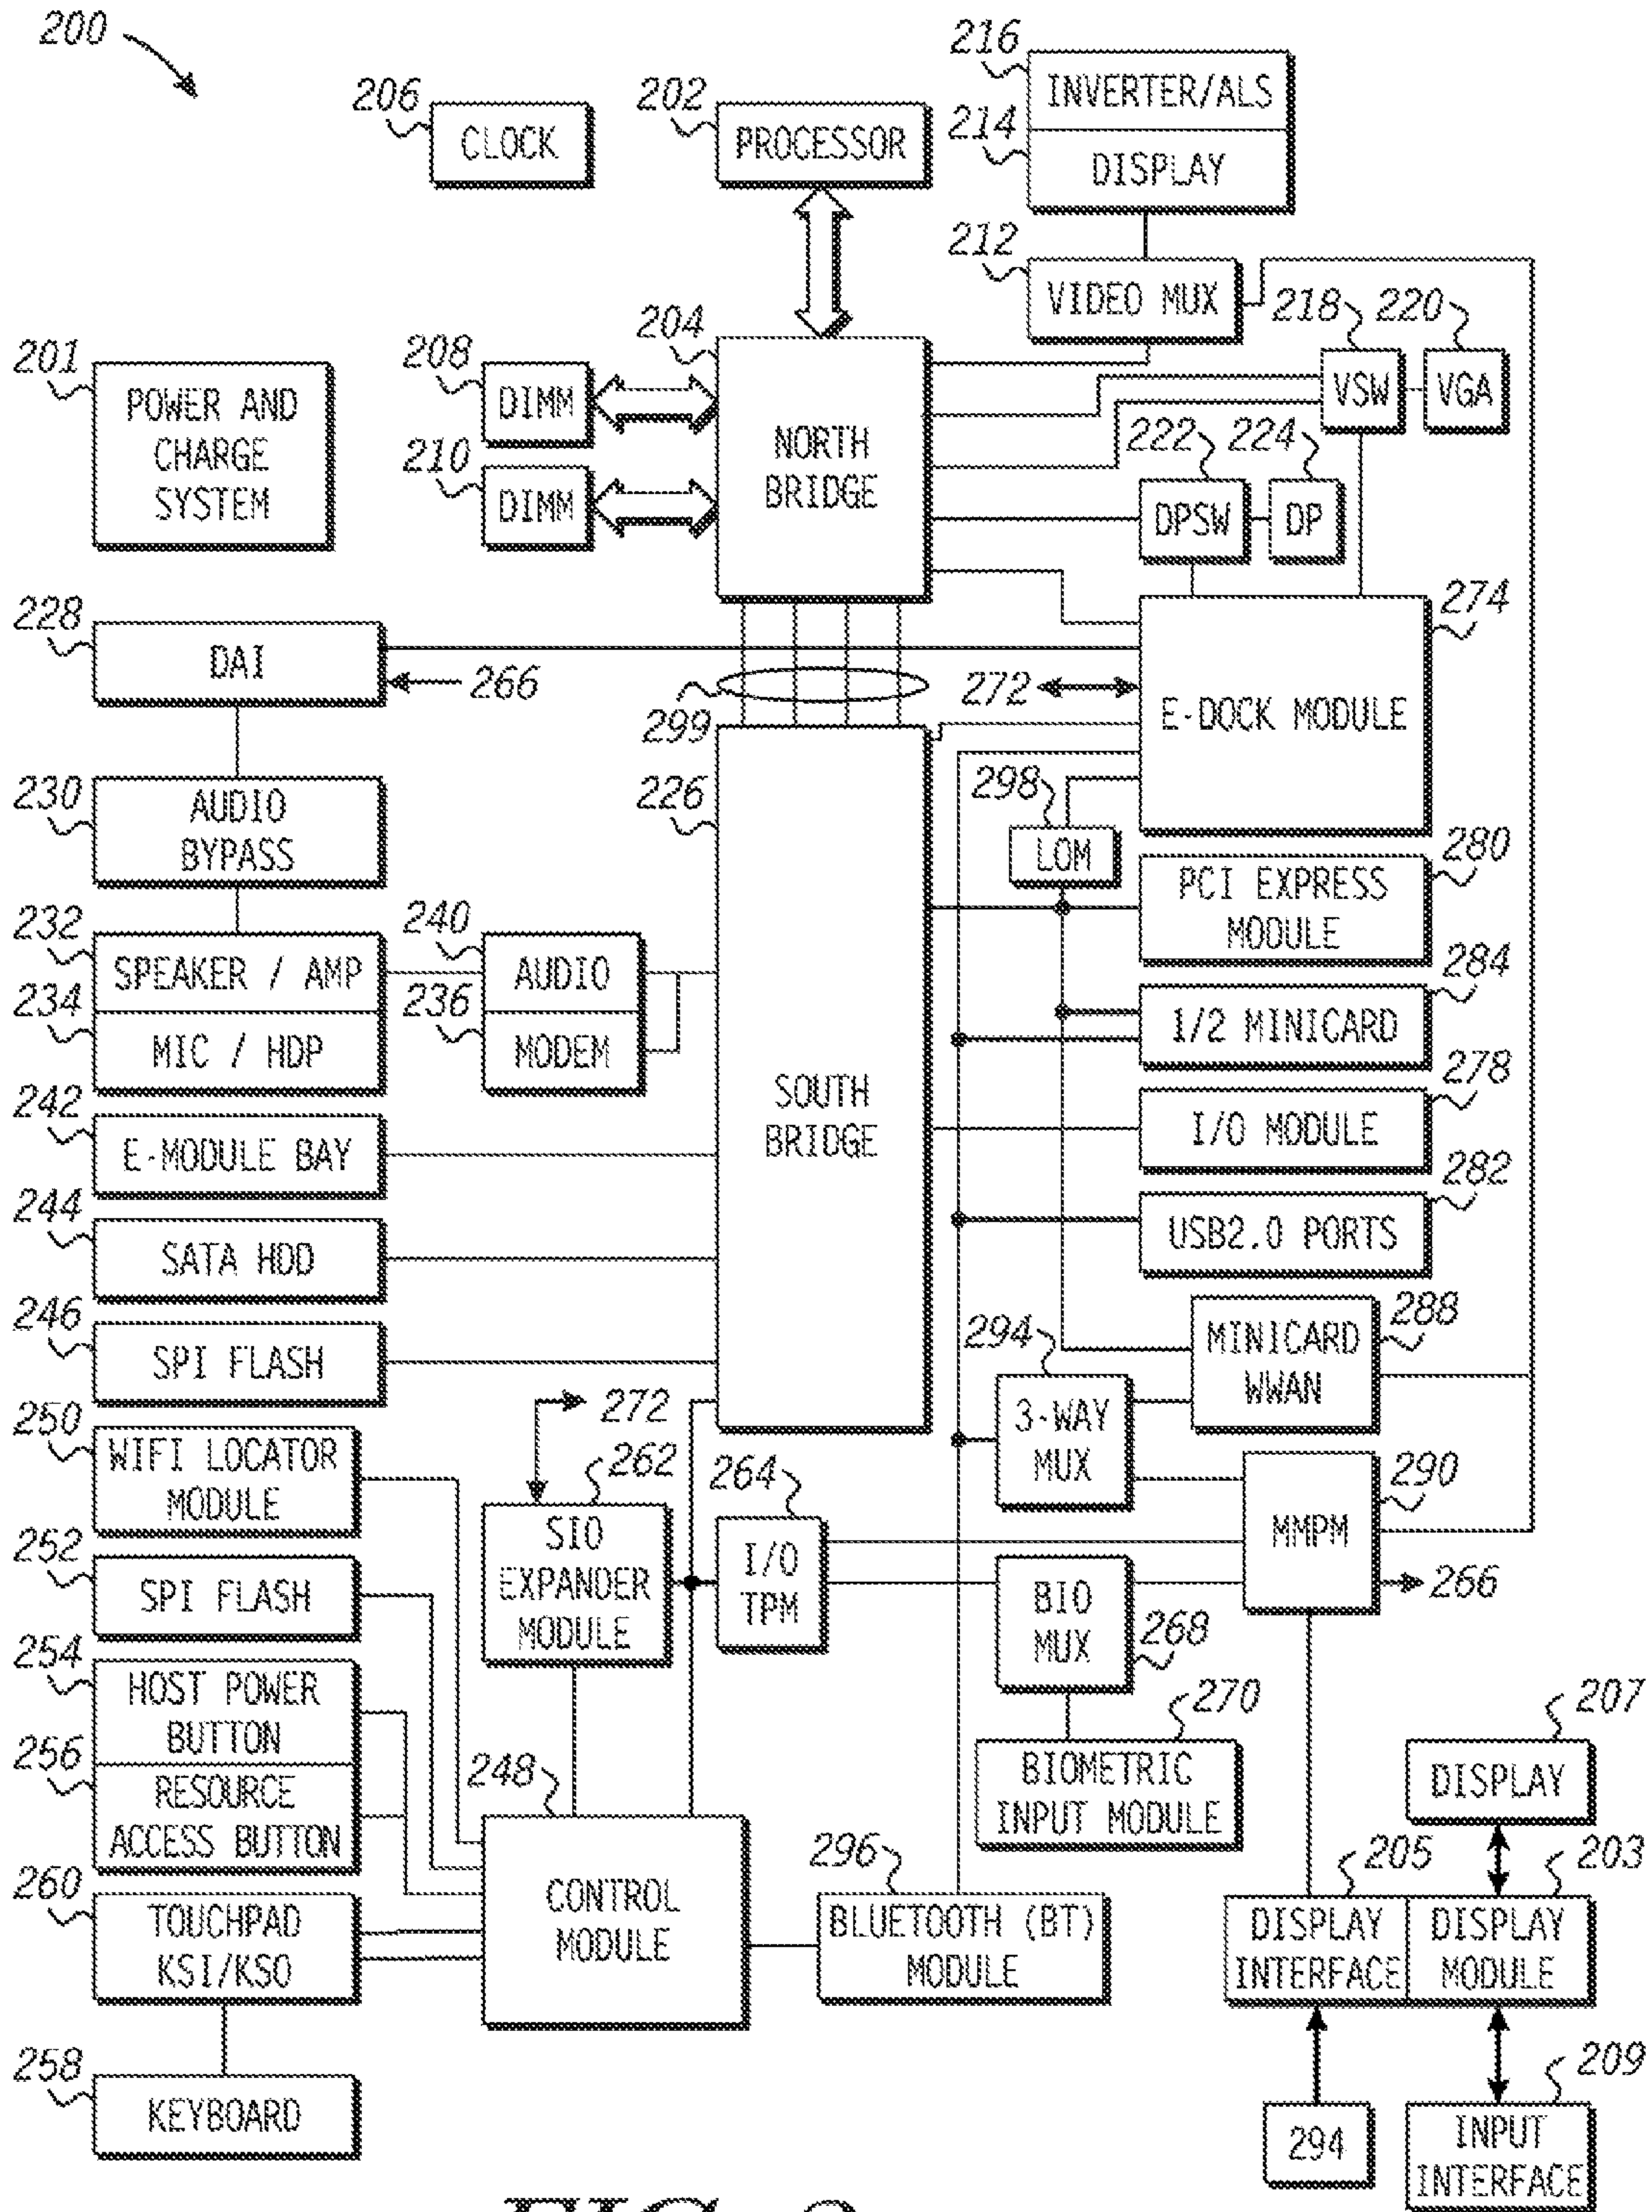 200
206
CLOCK
202
PROCESSOR
216
INVERTER/ALS
214
DISPLAY
212
VIDEO MUX
218
VSW
220
VGA
201
POWER AND
CHARGE
SYSTEM
208
DIMM
210
DIMM
204
NORTH
BRIDGE
222
DPSW
224
DP
228
DAI
266
299
272
274
E-DOCK MODULE
230
AUDIO
BYPASS
226
SOUTH
BRIDGE
298
LOM
280
PCI EXPRESS
MODULE
232
SPEAKER / AMP
234
MIC / HDP
240
AUDIO
236
MODEM
284
1/2 MINICARD
242
E-MODULE BAY
278
I/O MODULE
244
SATA HDD
282
USB2.0 PORTS
246
SPI FLASH
294
3-WAY
MUX
288
MINICARD
WWAN
250
WIFI LOCATOR
MODULE
272
262
SIO
EXPANDER
MODULE
264
I/O
TPM
290
MMPM
266
252
SPI FLASH
BIO
MUX
268
254
HOST POWER
BUTTON
256
RESOURCE
ACCESS BUTTON
270
BIOMETRIC
INPUT MODULE
207
DISPLAY
248
CONTROL
MODULE
260
TOUCHPAD
KSI/KSO
296
BLUETOOTH (BT)
MODULE
205
DISPLAY
INTERFACE
203
DISPLAY
MODULE
258
KEYBOARD
294
209
INPUT
INTERFACE